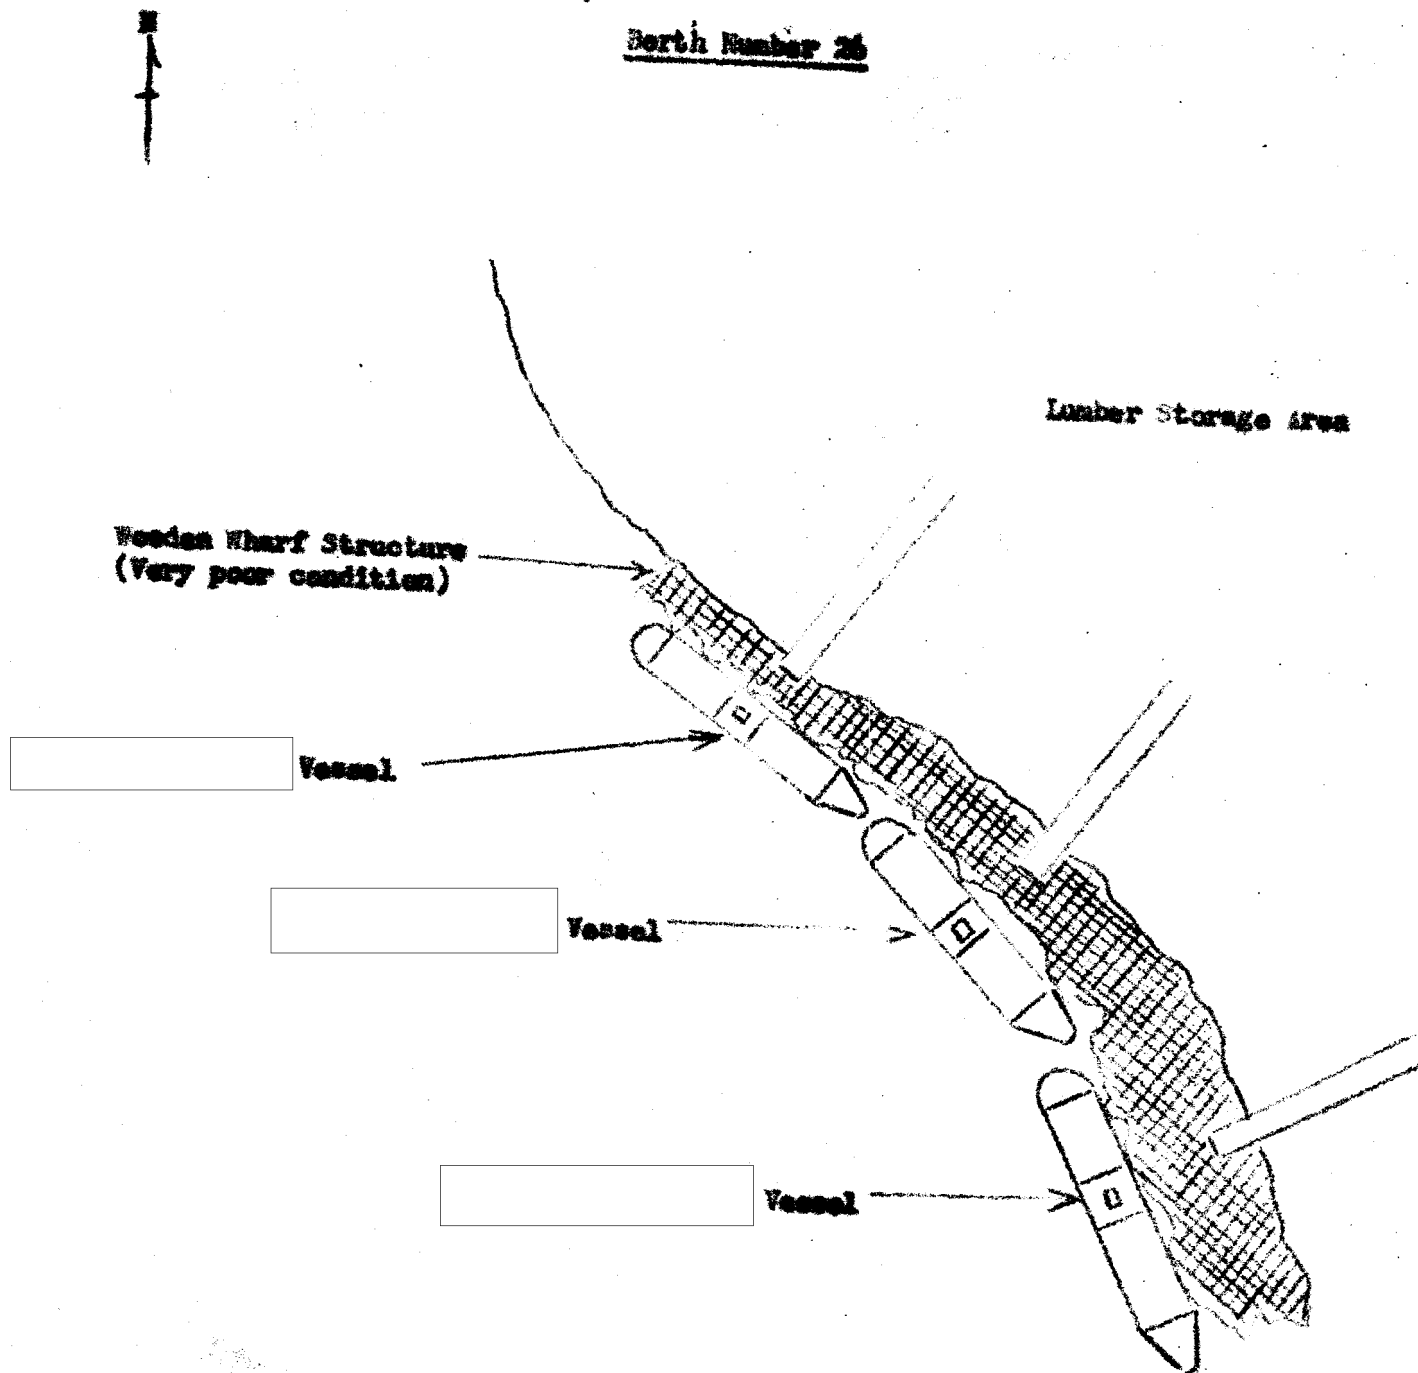 N
Berth Number 26
Lumber Storage Area
Wooden Wharf Structure
(Very poor condition)
Vessel
Vessel
Vessel